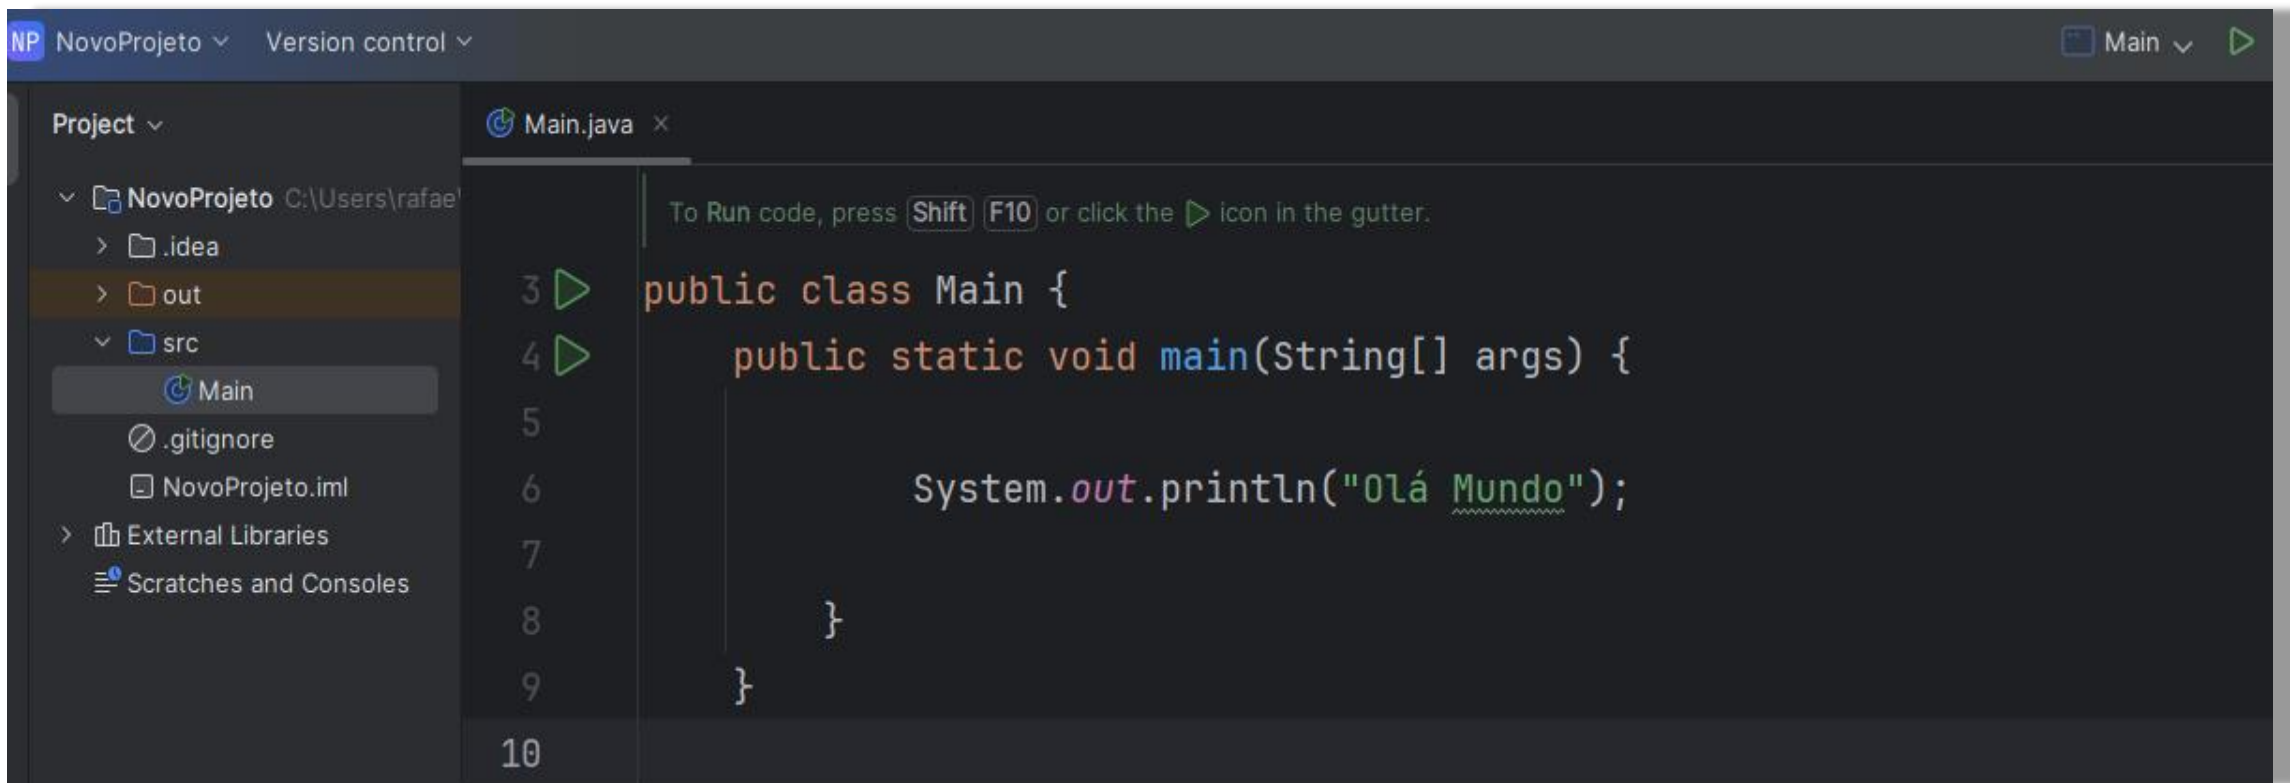 NP NovoProjeto Version control Main
Project
Main.java ×
NovoProjeto C:\Users\rafae
.idea
out
src
Main
.gitignore
NovoProjeto.iml
External Libraries
Scratches and Consoles
To Run code, press Shift F10 or click the icon in the gutter.
3 public class Main {
4 public static void main(String[] args) {
5
6 System.out.println("Olá Mundo");
7
8 }
9 }
10